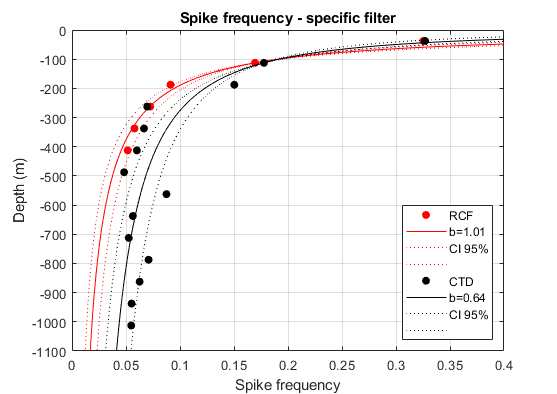 Spike frequency - specific filter
0
-100
-200
-300
-400
-500
-600
-700
-800
-900
-1000
-1100
Depth (m)
RCF
b=1.01
CI 95%
CTD
b=0.64
CI 95%
0 0.05 0.1 0.15 0.2 0.25 0.3 0.35 0.4
Spike frequency